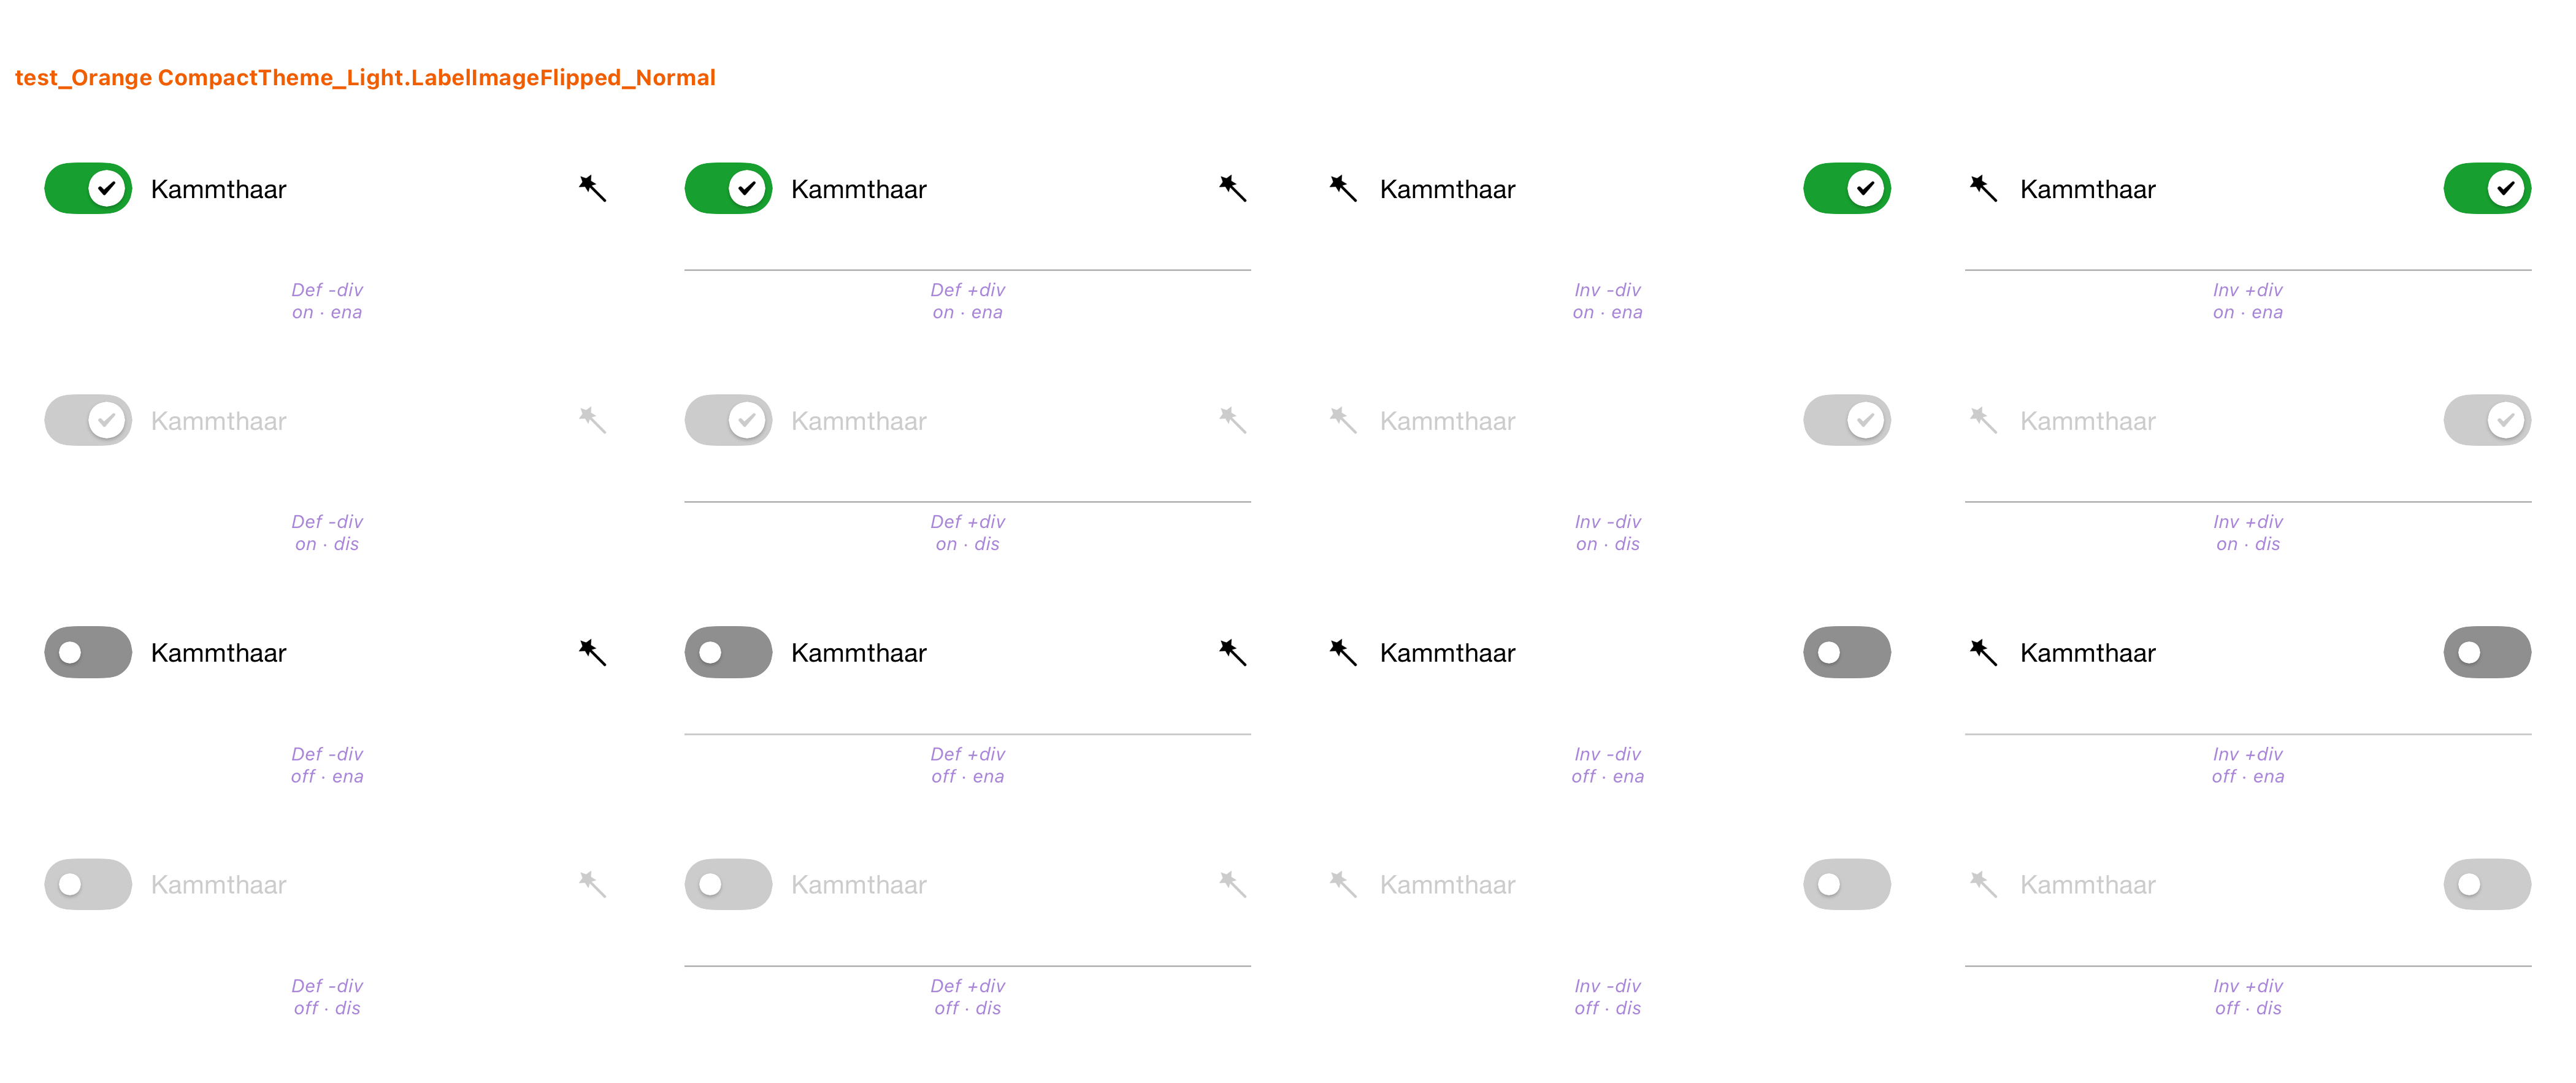 test_Orange CompactTheme_Light.LabelImageFlipped_Normal
Kammthaar
Kammthaar
Kammthaar
Kammthaar
Def -div
on · ena
Def +div
on · ena
Inv -div
on · ena
Inv +div
on · ena
Kammthaar
Kammthaar
Kammthaar
Kammthaar
Def -div
on · dis
Def +div
on · dis
Inv -div
on · dis
Inv +div
on · dis
Kammthaar
Kammthaar
Kammthaar
Kammthaar
Def -div
off · ena
Def +div
off · ena
Inv -div
off · ena
Inv +div
off · ena
Kammthaar
Kammthaar
Kammthaar
Kammthaar
Def -div
off · dis
Def +div
off · dis
Inv -div
off · dis
Inv +div
off · dis